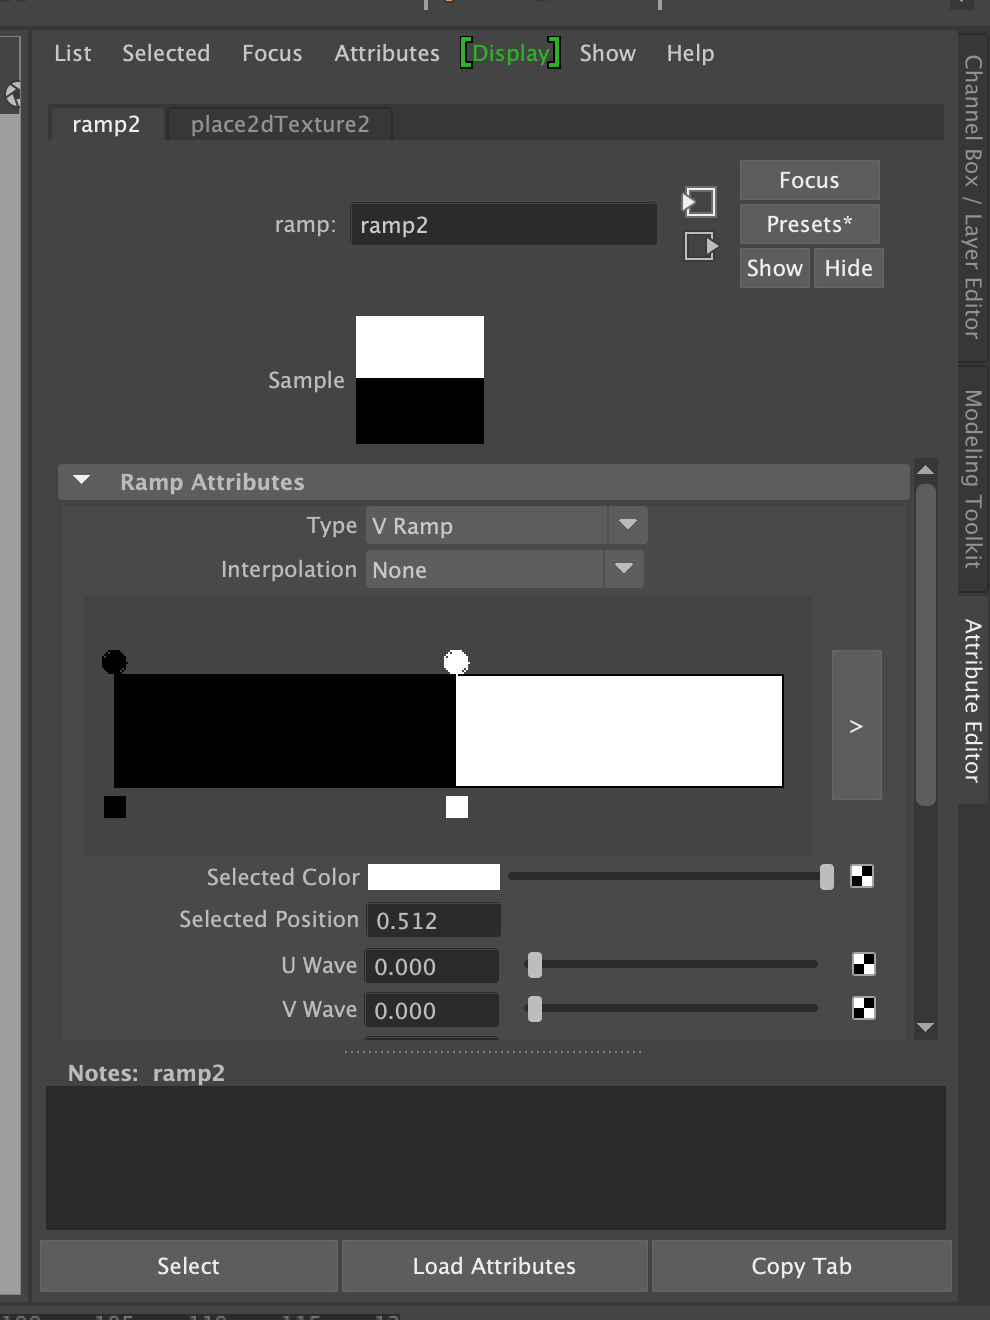 List Selected Focus Attributes [Display] Show Help
ramp2 place2dTexture2
Focus
ramp: ramp2
Presets*
Show Hide
Sample
Ramp Attributes
Type V Ramp
Interpolation None
>
Selected Color
Selected Position 0.512
U Wave 0.000
V Wave 0.000
Notes: ramp2
Select Load Attributes Copy Tab
Channel Box / Layer Editor
Modeling Toolkit
Attribute Editor